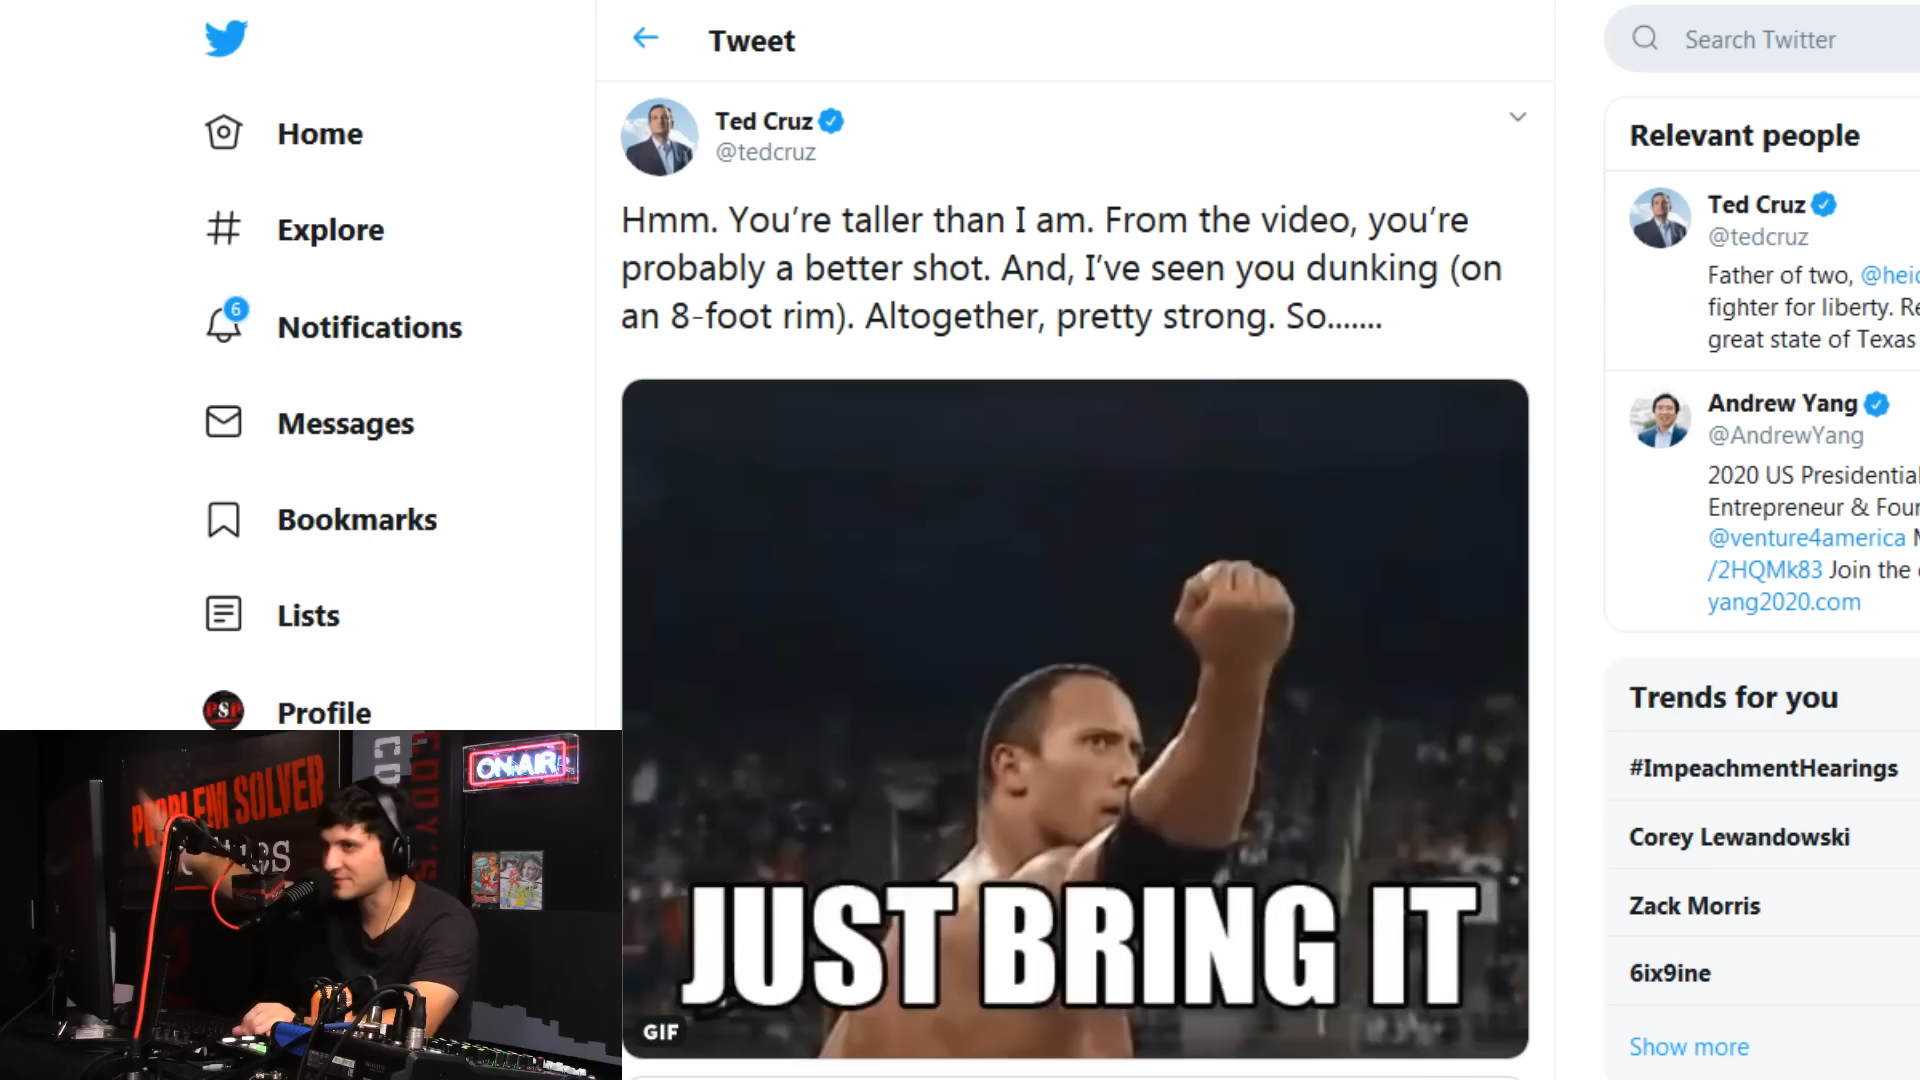 Tweet
Search Twitter
Home
Explore
6
Notifications
Messages
Bookmarks
Lists
PSP
Profile
Ted Cruz
@tedcruz
Hmm. You’re taller than I am. From the video, you’re
probably a better shot. And, I’ve seen you dunking (on
an 8-foot rim). Altogether, pretty strong. So.......
JUST BRING IT
GIF
Relevant people
Ted Cruz
@tedcruz
Father of two, @heid
fighter for liberty. Re
great state of Texas
Andrew Yang
@AndrewYang
2020 US Presidential
Entrepreneur & Foun
@venture4america
/2HQMk83 Join the
yang2020.com
Trends for you
#ImpeachmentHearings
Corey Lewandowski
Zack Morris
6ix9ine
Show more
PROBLEM SOLVER
ON AIR